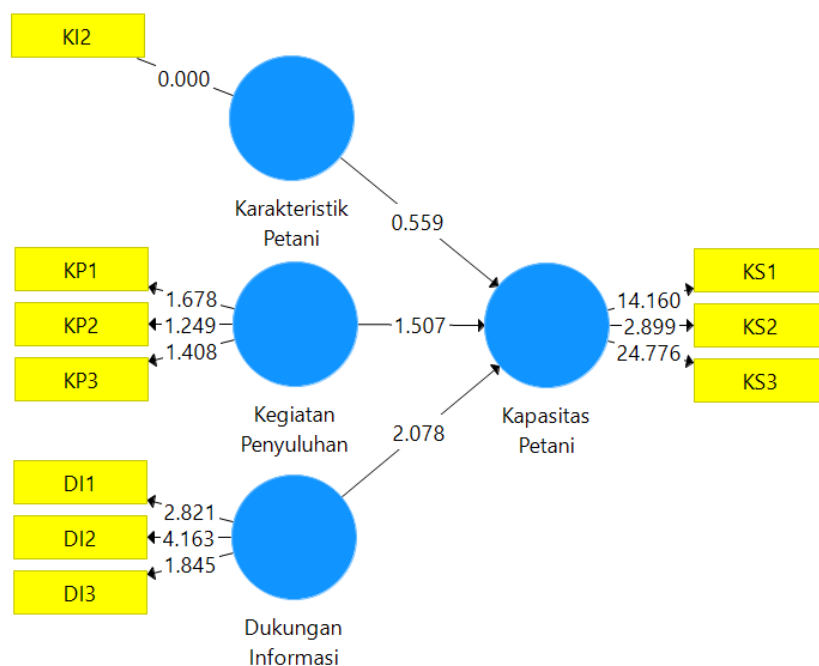 KI2
0.000
Karakteristik
Petani
0.559
KP1
KP2
KP3
1.678
1.249
1.408
Kegiatan
Penyuluhan
1.507
DI1
DI2
DI3
2.821
4.163
1.845
Dukungan
Informasi
2.078
Kapasitas
Petani
14.160
2.899
24.776
KS1
KS2
KS3